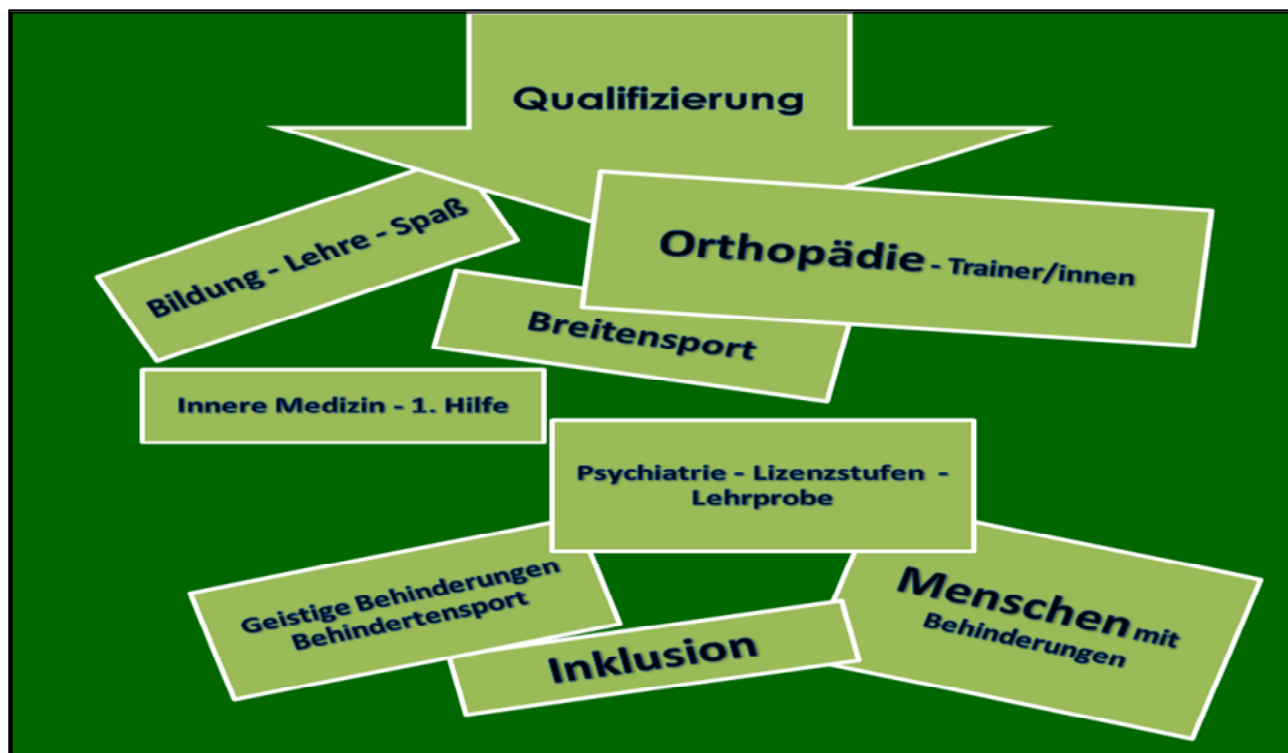 Qualifizierung
Bildung - Lehre - Spaß
Orthopädie - Trainer/innen
Breitensport
Innere Medizin - 1. Hilfe
Psychiatrie - Lizenzstufen -
Lehrprobe
Geistige Behinderungen
Behindertensport
Menschen mit
Behinderungen
Inklusion